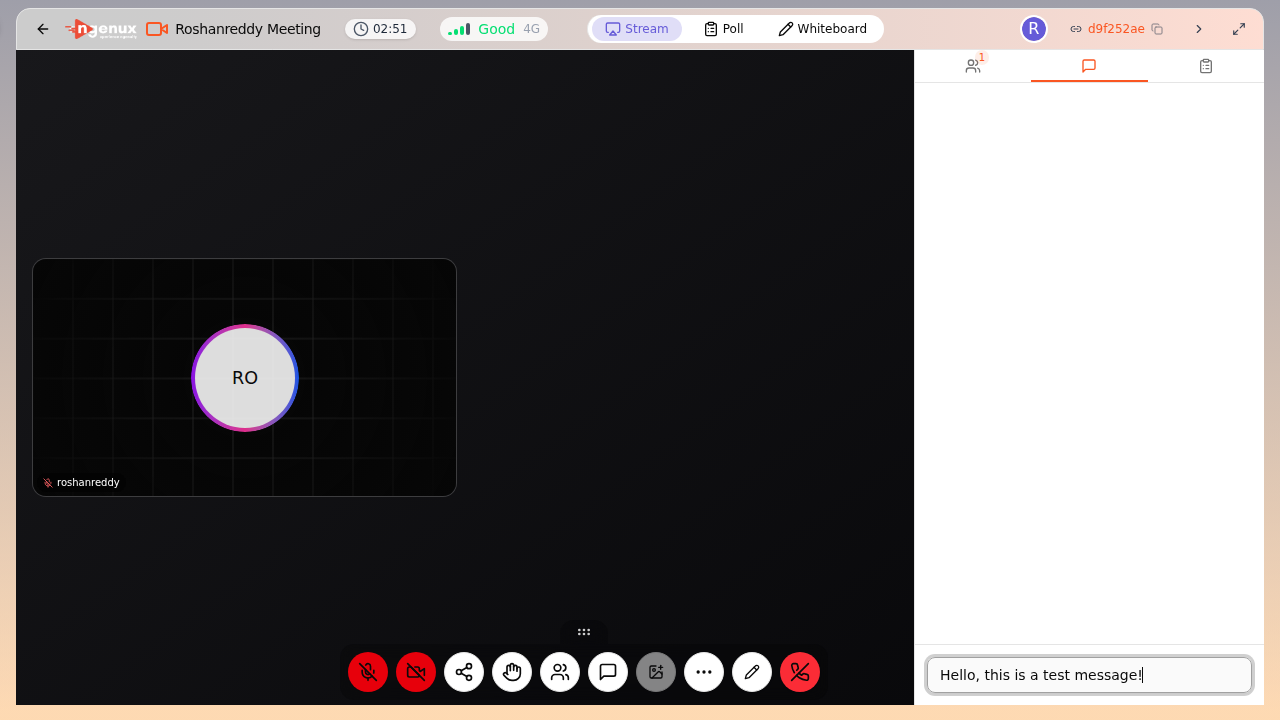 ngenux
Roshanreddy Meeting
02:51
Good 4G
Stream
Poll
Whiteboard
R
d9f252ae
1
RO
roshanreddy
Hello, this is a test message!